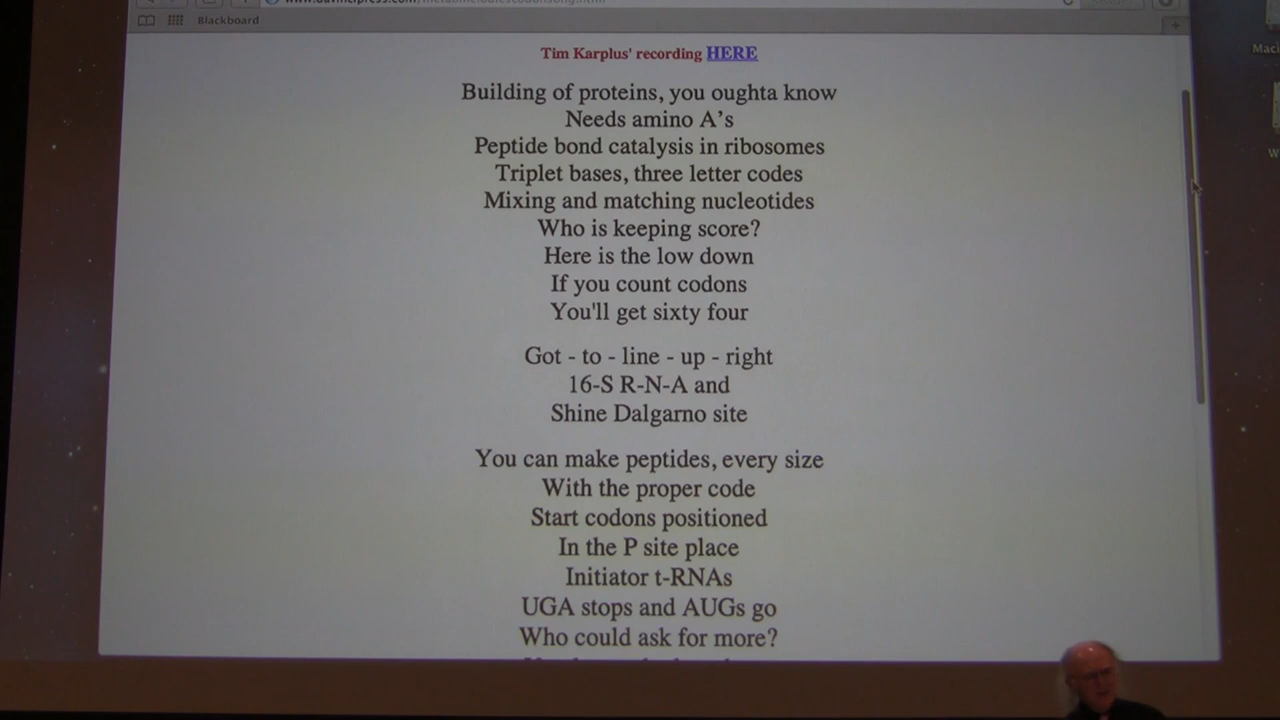 Blackboard
Tim Karplus' recording HERE
Building of proteins, you oughta know
Needs amino A's
Peptide bond catalysis in ribosomes
Triplet bases, three letter codes
Mixing and matching nucleotides
Who is keeping score?
Here is the low down
If you count codons
You'll get sixty four
Got - to - line - up - right
16-S R-N-A and
Shine Dalgarno site
You can make peptides, every size
With the proper code
Start codons positioned
In the P site place
Initiator t-RNAs
UGA stops and AUGs go
Who could ask for more?